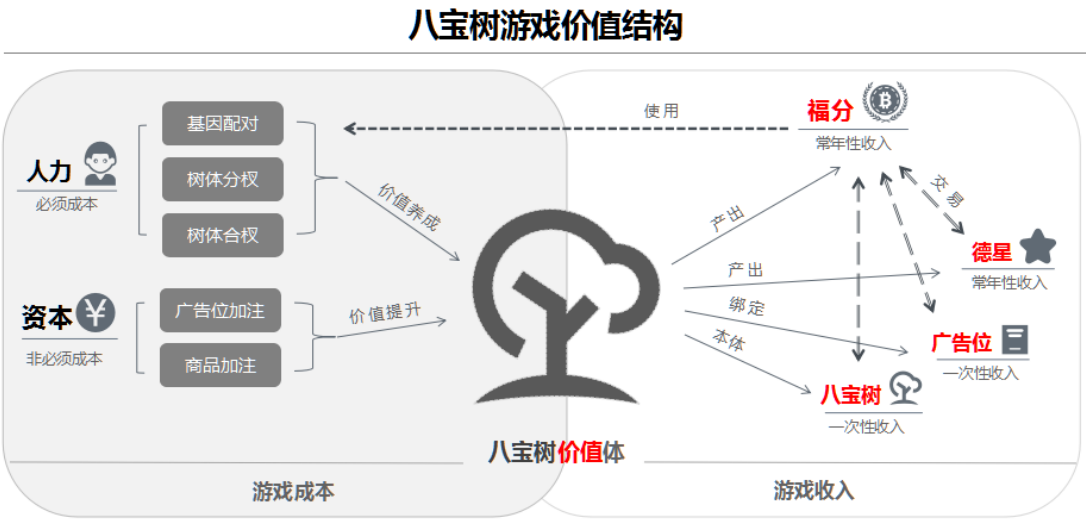 八宝树游戏价值结构
人力
必须成本
基因配对
树体分杈
树体合杈
价值养成
资本
非必须成本
广告位加注
商品加注
价值提升
八宝树价值体
使用
福分
常年性收入
交易
产出
德星
常年性收入
产出
广告位
一次性收入
绑定
八宝树
一次性收入
本体
游戏成本
游戏收入